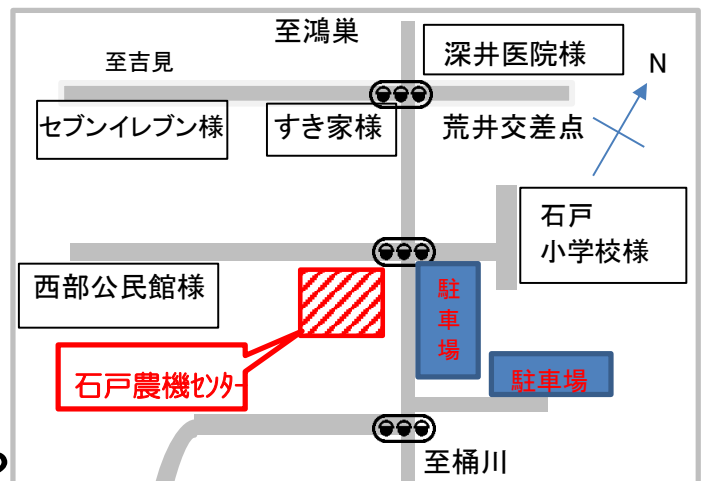 至鴻巣
深井医院様
N
至吉見
セブンイレブン様
すき家様
荒井交差点
石戸
小学校様
西部公民館様
駐
車
場
石戸農機ｾﾝﾀｰ
駐車場
至桶川